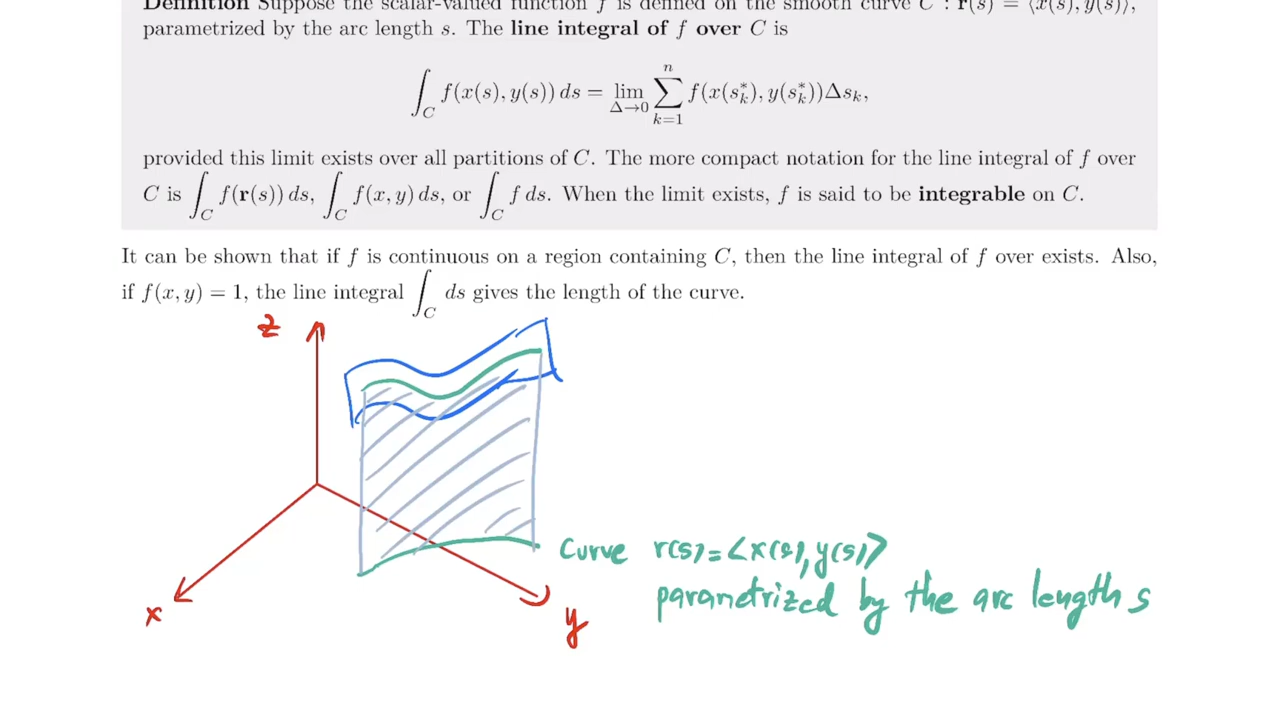 Definition Suppose the scalar-valued function f is defined on the smooth curve C : r(s) = ⟨x(s), y(s)⟩,
parametrized by the arc length s. The line integral of f over C is
∫_C f(x(s), y(s)) ds = lim_{Δ→0} ∑_{k=1}^{n} f(x(s*_k), y(s*_k))Δs_k,
provided this limit exists over all partitions of C. The more compact notation for the line integral of f over
C is ∫_C f(r(s)) ds, ∫_C f(x, y) ds, or ∫_C f ds. When the limit exists, f is said to be integrable on C.
It can be shown that if f is continuous on a region containing C, then the line integral of f over exists. Also,
if f(x, y) = 1, the line integral ∫_C ds gives the length of the curve.
z
Curve r(s) = <x(s), y(s)>
parametrized by the arc length s
x
y